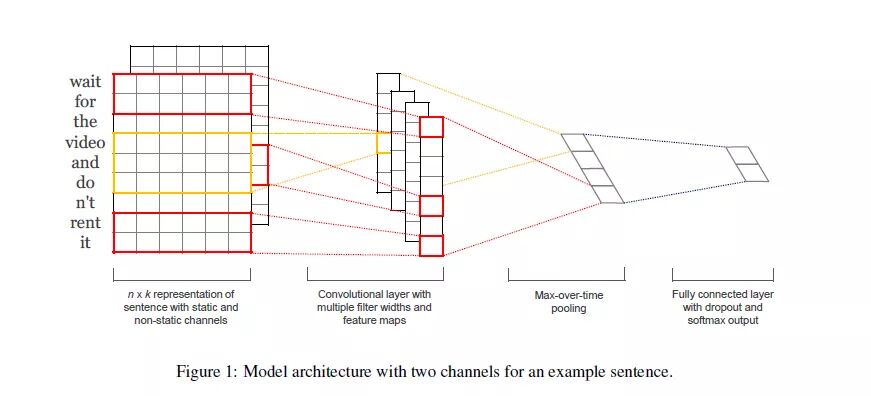 wait
for
the
video
and
do
n't
rent
it
n x k representation of
sentence with static and
non-static channels
Convolutional layer with
multiple filter widths and
feature maps
Max-over-time
pooling
Fully connected layer
with dropout and
softmax output
Figure 1: Model architecture with two channels for an example sentence.